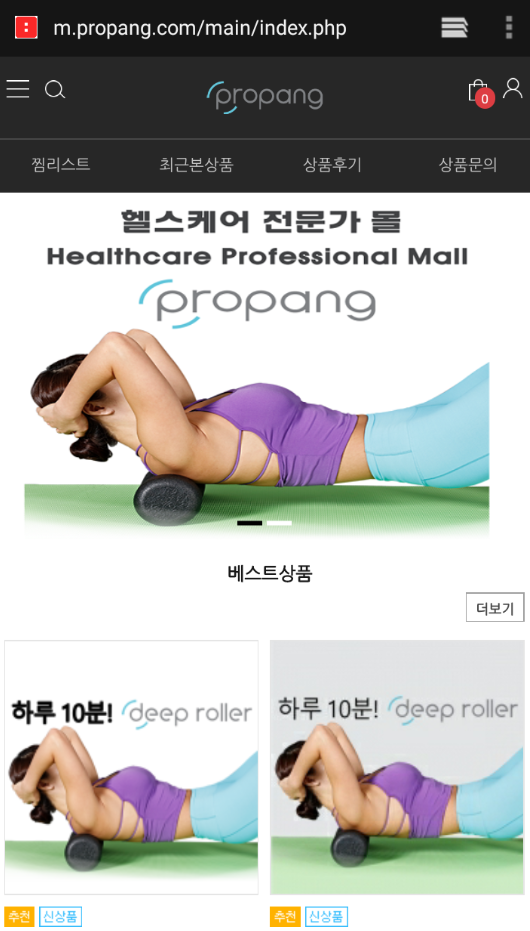 m.propang.com/main/index.php
propang
0
찜리스트 최근본상품 상품후기 상품문의
헬스케어 전문가 몰
Healthcare Professional Mall
propang
베스트상품
더보기
하루 10분! deep roller
하루 10분! deep roller
추천 신상품
추천 신상품